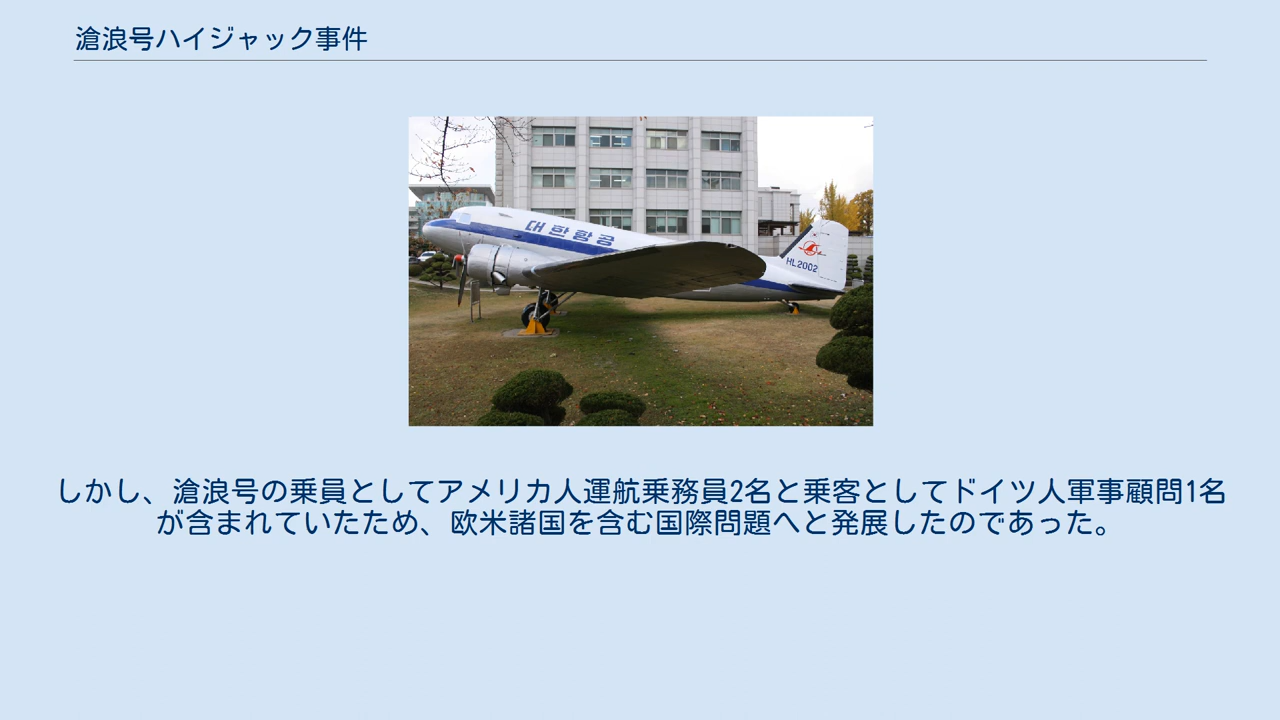 滄浪号ハイジャック事件
대한항공
HL2002
しかし、滄浪号の乗員としてアメリカ人運航乗務員2名と乗客としてドイツ人軍事顧問1名
が含まれていたため、欧米諸国を含む国際問題へと発展したのであった。